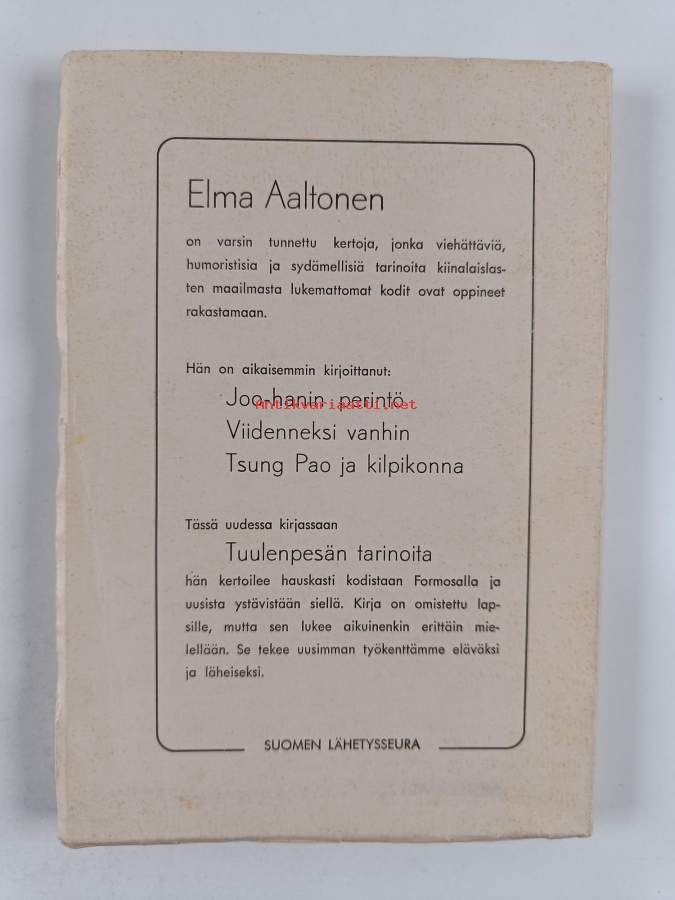 Elma Aaltonen
on varsin tunnettu kertoja, jonka viehättäviä,
humoristisia ja sydämellisiä tarinoita kiinalaislas-
ten maailmasta lukemattomat kodit ovat oppineet
rakastamaan.
Hän on aikaisemmin kirjoittanut:
Joo-hanin perintö
Antikvariaatti.net
Viidenneksi vanhin
Tsung Pao ja kilpikonna
Tässä uudessa kirjassaan
Tuulenpesän tarinoita
hän kertoilee hauskasti kodistaan Formosalla ja
uusista ystävistään siellä. Kirja on omistettu lap-
sille, mutta sen lukee aikuinenkin erittäin mie-
lellään. Se tekee uusimman työkenttämme eläväksi
ja läheiseksi.
SUOMEN LÄHETYSSEURA